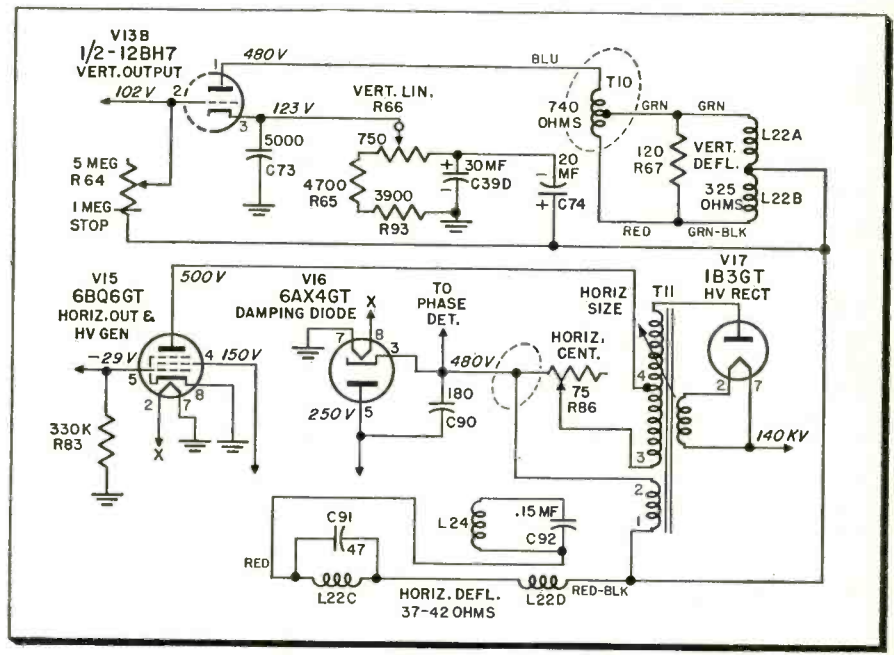 V13B
1/2-12BH7
VERT. OUTPUT
1
480V
BLU
T10
102V
2
3
123V
VERT. LIN.
R66
740
OHMS
GRN
GRN
5000
C73
750
30MF
C39D
20
MF
C74
120
R67
VERT.
DEFL.
L22A
5 MEG
R64
4700
R65
3900
R93
325
OHMS
L22B
1 MEG
STOP
RED
GRN-BLK
V15
6BQ6GT
HORIZ.OUT &
HV GEN
500V
V16
6AX4GT
DAMPING DIODE
X
TO
PHASE
DET.
HORIZ
SIZE
T11
V17
1B3GT
HV RECT
-29V
5
4
150V
8
2
7
X
7
8
3
480V
HORIZ.
CENT.
75
R86
4
3
2
7
250V
5
180
C90
330K
R83
140KV
2
1
C91
47
L24
.15MF
C92
RED
L22C
HORIZ. DEFL.
37-42 OHMS
L22D
RED-BLK